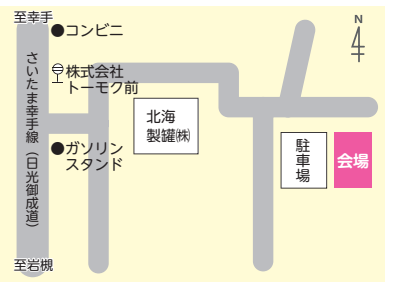 至幸手
●コンビニ
N
さいたま幸手線（日光御成道）
株式会社
トーモク前
北海
製罐㈱
●ガソリン
スタンド
駐車場
会場
至岩槻